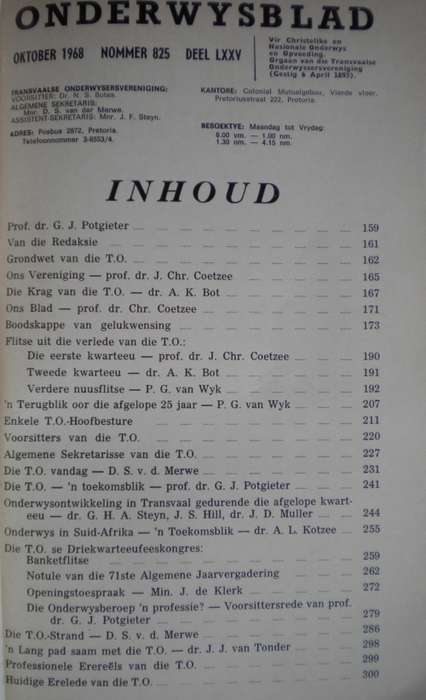 ONDERWYSBLAD
OKTOBER 1968 NOMMER 825 DEEL LXXV
Vir Christelike en
Nasionale Onderwys
en Opvoeding.
Orgaan van die Transvaalse
Onderwysersvereniging
(Gestig 6 April 1893).
TRANSVAALSE ONDERWYSERSVERENIGING:
VOORSITTER: Dr. N. S. Botes.
ALGEMENE SEKRETARIS:
Mnr. D. S. van der Merwe.
ASSISTENT-SEKRETARIS: Mnr. J. F. Steyn.
ADRES: Posbus 2872, Pretoria.
Telefoonnommer 3-6553/4.
KANTORE: Colonial Mutualgebou, Vierde vloer,
Pretoriusstraat 222, Pretoria.
BESOEKTYE: Maandag tot Vrydag:
8.00 vm. — 1.00 nm.
1.30 nm. — 4.15 nm.
INHOUD
Prof. dr. G. J. Potgieter 159
Van die Redaksie 161
Grondwet van die T.O. 162
Ons Vereniging — prof. dr. J. Chr. Coetzee 165
Die Krag van die T.O. — dr. A. K. Bot 167
Ons Blad — prof. dr. Chr. Coetzee 171
Boodskappe van gelukwensing 173
Flitse uit die verlede van die T.O.:
Die eerste kwarteeu — prof. dr. J. Chr. Coetzee 190
Tweede kwarteeu — dr. A. K. Bot 191
Verdere nuusflitse — P. G. van Wyk 192
'n Terugblik oor die afgelope 25 jaar — P. G. van Wyk 207
Enkele T.O.-Hoofbesture 211
Voorsitters van die T.O. 220
Algemene Sekretarisse van die T.O. 227
Die T.O. vandag — D. S. v. d. Merwe 231
Die T.O. — 'n toekomsblik — prof. dr. G. J. Potgieter 241
Onderwysontwikkeling in Transvaal gedurende die afgelope kwart-
eeu — dr. G. H. A. Steyn, J. S. Hill, dr. J. D. Muller 244
Onderwys in Suid-Afrika — 'n Toekomsblik — dr. A. L. Kotzee 255
Die T.O. se Driekwarteeufeeskongres:
Banketflitse 259
Notule van die 71ste Algemene Jaarvergadering 262
Openingstoespraak — Min. J. de Klerk 272
Die Onderwysberoep 'n professie? — Voorsittersrede van prof.
dr. G. J. Potgieter 279
Die T.O.-Strand — D. S. v. d. Merwe 286
'n Lang pad saam met die T.O. — dr. J. J. van Tonder 298
Professionele Erereëls van die T.O. 299
Huidige Erelede van die T.O. 300